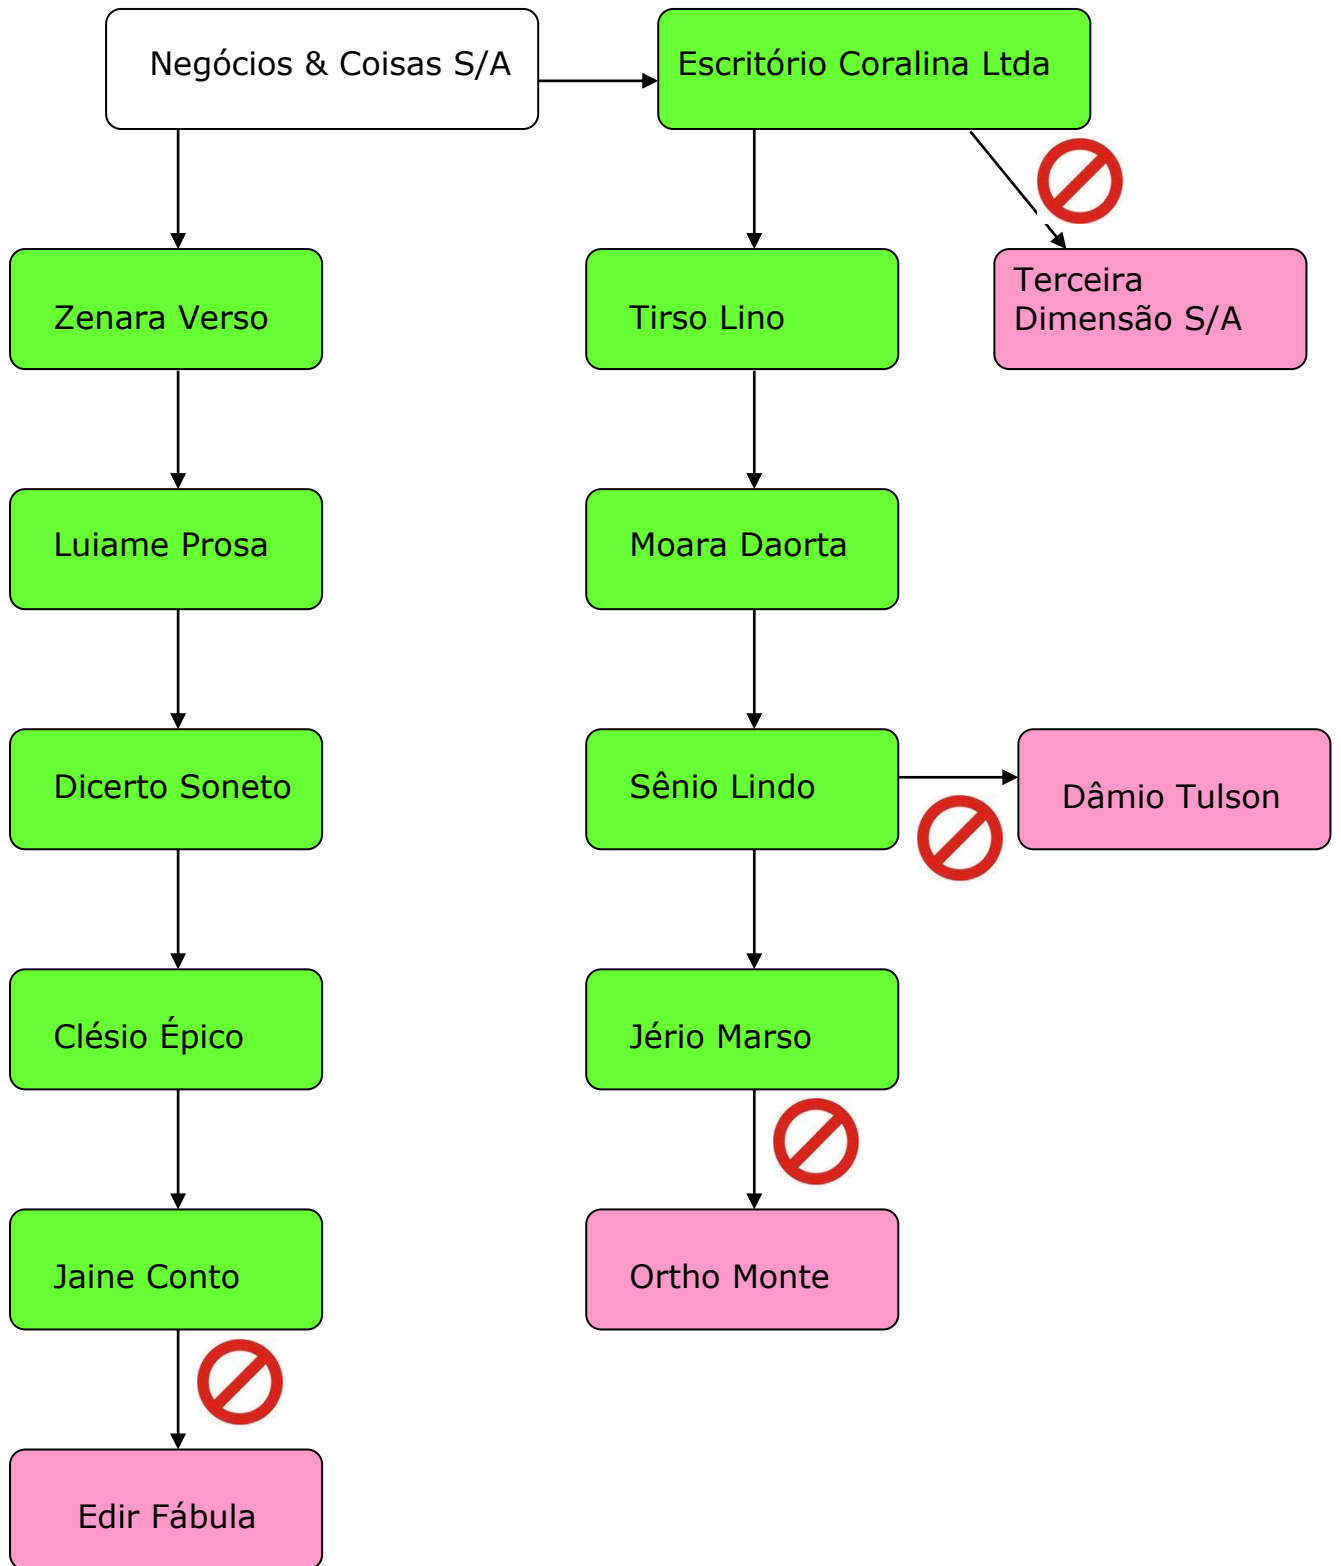 Negócios & Coisas S/A
Escritório Coralina Ltda
Zenara Verso
Tirso Lino
Terceira
Dimensão S/A
Luiame Prosa
Moara Daorta
Dicerto Soneto
Sênio Lindo
Dâmio Tulson
Clésio Épico
Jério Marso
Jaine Conto
Ortho Monte
Edir Fábula